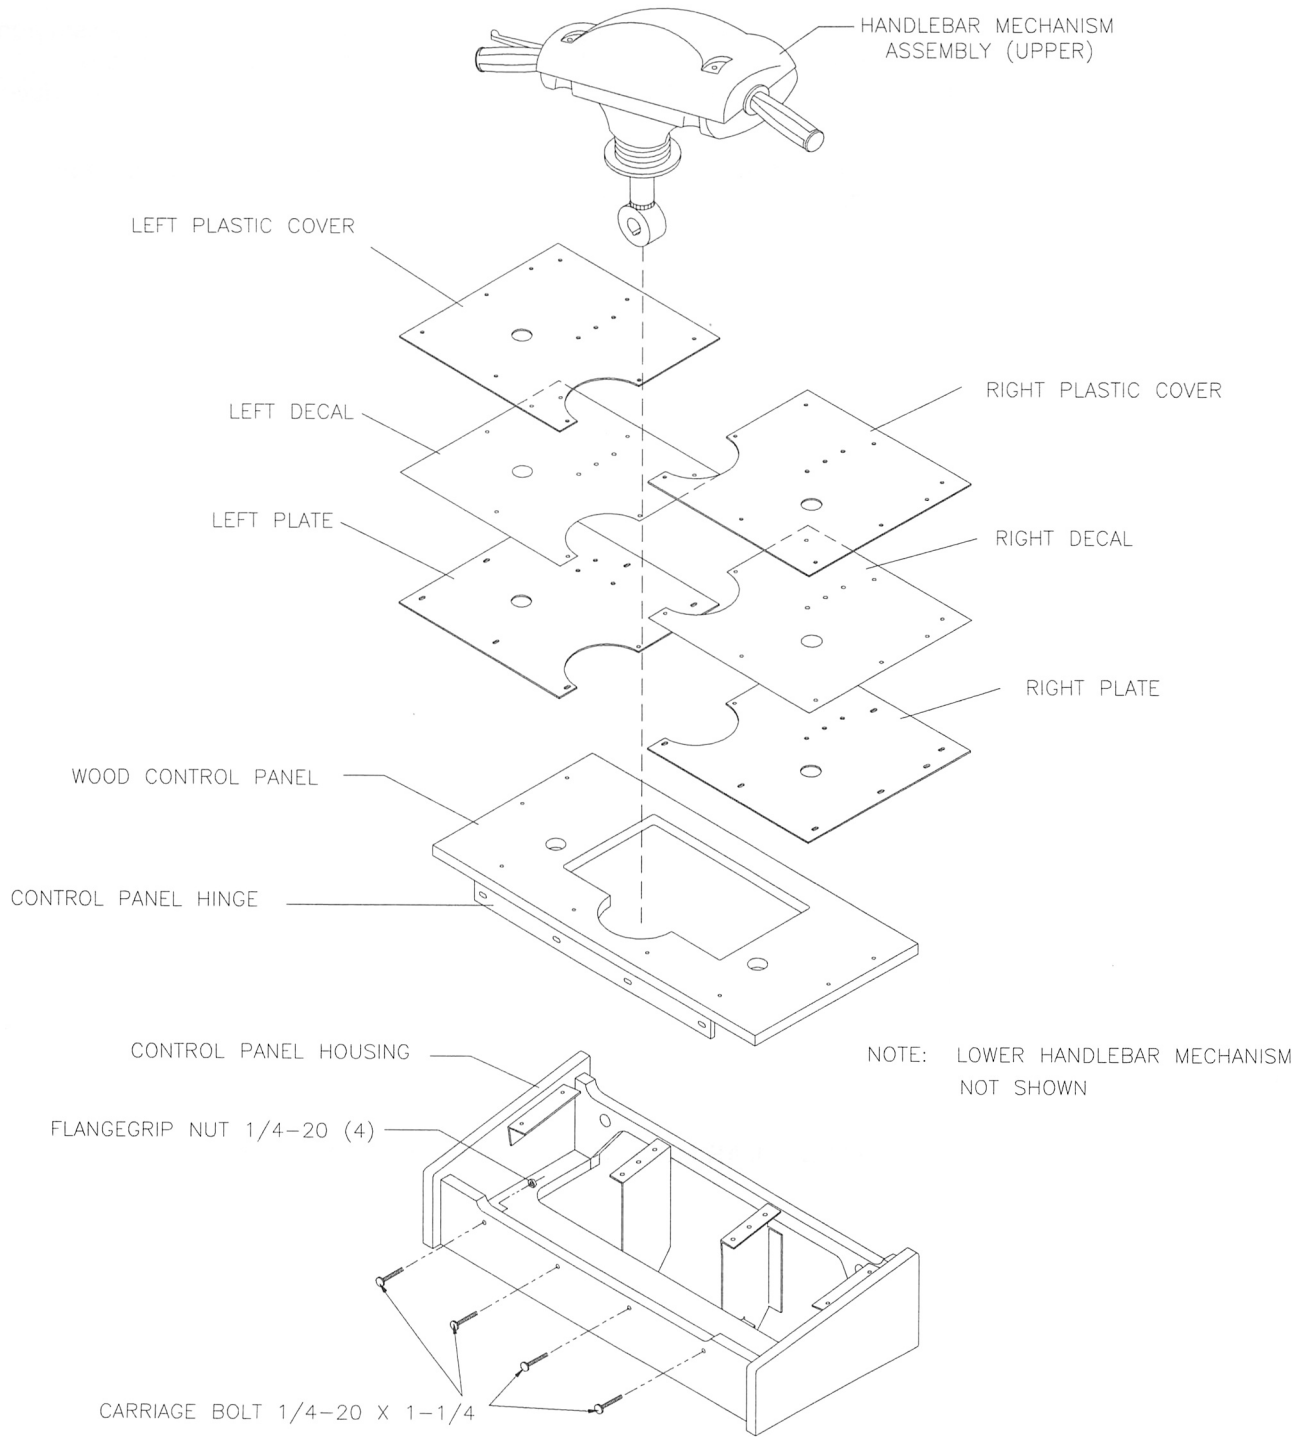 HANDLEBAR MECHANISM
ASSEMBLY (UPPER)
LEFT PLASTIC COVER
RIGHT PLASTIC COVER
LEFT DECAL
LEFT PLATE
RIGHT DECAL
RIGHT PLATE
WOOD CONTROL PANEL
CONTROL PANEL HINGE
CONTROL PANEL HOUSING
NOTE: LOWER HANDLEBAR MECHANISM
NOT SHOWN
FLANGEGRIP NUT 1/4-20 (4)
CARRIAGE BOLT 1/4-20 X 1-1/4